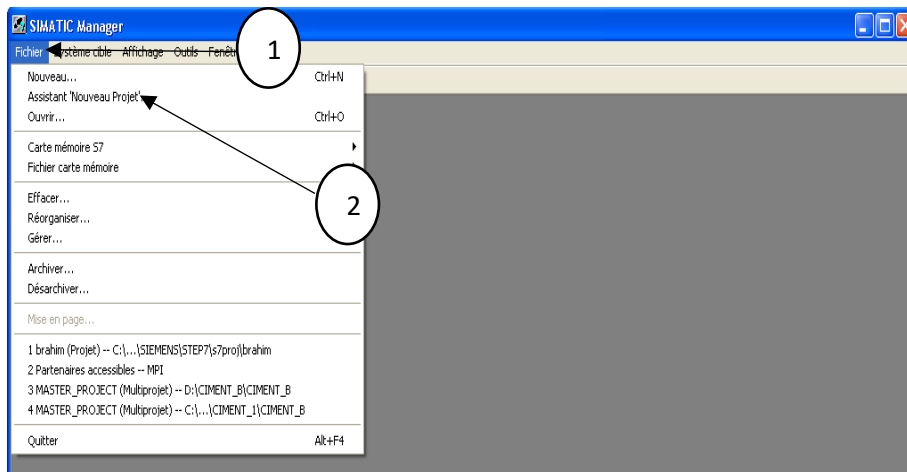 SIMATIC Manager
Fichier Système cible Affichage Outils Fenêt
1
Nouveau... Ctrl+N
Assistant 'Nouveau Projet'
Ouvrir... Ctrl+O
Carte mémoire S7
Fichier carte mémoire
2
Effacer...
Réorganiser...
Gérer...
Archiver...
Désarchiver...
Mise en page...
1 brahim (Projet) -- C:\...\SIEMENS\STEP7\s7proj\brahim
2 Partenaires accessibles -- MPI
3 MASTER_PROJECT (Multiprojet) -- D:\CIMENT_B\CIMENT_B
4 MASTER_PROJECT (Multiprojet) -- C:\...\CIMENT_1\CIMENT_B
Quitter Alt+F4